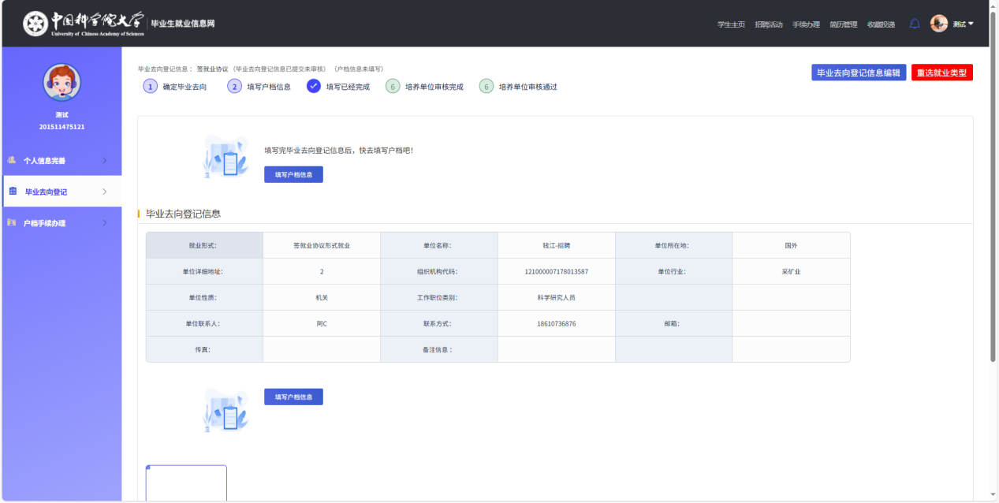 中国科学院大学
University of Chinese Academy of Sciences
毕业生就业信息网
学生主页 招聘活动 手续办理 简历管理 收藏投递 测试
测试
201511475121
个人信息完善
毕业去向登记
户档手续办理
毕业去向登记信息： 签就业协议 （毕业去向登记信息已提交未审核） （户档信息未填写）
毕业去向登记信息编辑 重选就业类型
1 确定毕业去向 2 填写户档信息 填写已经完成 6 培养单位审核完成 6 培养单位审核通过
填写完毕业去向登记信息后，快去填写户档吧！
填写户档信息
毕业去向登记信息
就业形式： 签就业协议形式就业 单位名称： 钱江-招聘 单位所在地： 国外
单位详细地址： 2 组织机构代码： 121000007178013587 单位行业： 采矿业
单位性质： 机关 工作职位类别： 科学研究人员
单位联系人： 阿C 联系方式： 18610736876 邮箱：
传真： 备注信息：
填写户档信息